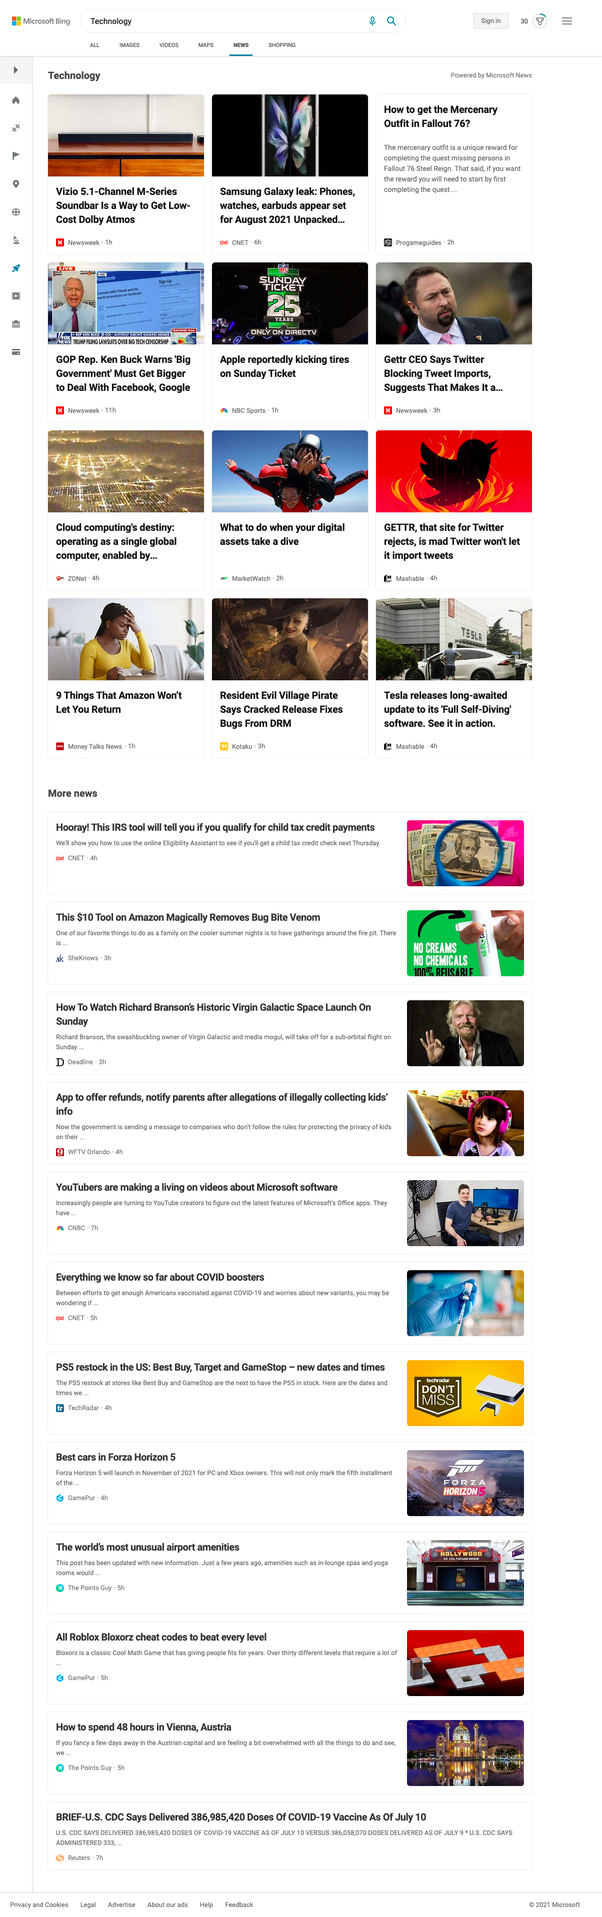 Microsoft Bing
Technology
Sign in
30
ALL
IMAGES
VIDEOS
MAPS
NEWS
SHOPPING
Technology
Powered by Microsoft News
Vizio 5.1-Channel M-Series
Soundbar Is a Way to Get Low-
Cost Dolby Atmos
Newsweek · 1h
Samsung Galaxy leak: Phones,
watches, earbuds appear set
for August 2021 Unpacked...
CNET · 6h
How to get the Mercenary
Outfit in Fallout 76?
The mercenary outfit is a unique reward for
completing the quest missing persons in
Fallout 76 Steel Reign. That said, if you want
the reward you will need to start by first
completing the quest ...
Progameguides · 2h
LIVE
TRUMP FILING LAWSUITS OVER BIG TECH CENSORSHIP
GOP Rep. Ken Buck Warns 'Big
Government' Must Get Bigger
to Deal With Facebook, Google
Newsweek · 11h
SUNDAY
TICKET
25
YEARS
ONLY ON DIRECTV
Apple reportedly kicking tires
on Sunday Ticket
NBC Sports · 1h
Gettr CEO Says Twitter
Blocking Tweet Imports,
Suggests That Makes It a...
Newsweek · 3h
Cloud computing's destiny:
operating as a single global
computer, enabled by...
ZDNet · 4h
What to do when your digital
assets take a dive
MarketWatch · 2h
GETTR, that site for Twitter
rejects, is mad Twitter won't let
it import tweets
Mashable · 4h
9 Things That Amazon Won't
Let You Return
Money Talks News · 1h
Resident Evil Village Pirate
Says Cracked Release Fixes
Bugs From DRM
Kotaku · 3h
TESLA
Tesla releases long-awaited
update to its 'Full Self-Diving'
software. See it in action.
Mashable · 4h
More news
Hooray! This IRS tool will tell you if you qualify for child tax credit payments
We'll show you how to use the online Eligibility Assistant to see if you'll get a child tax credit check next Thursday.
CNET · 4h
This $10 Tool on Amazon Magically Removes Bug Bite Venom
One of our favorite things to do as a family on the cooler summer nights is to have gatherings around the fire pit. There
is ...
SheKnows · 3h
NO CREAMS
NO CHEMICALS
100% REUSABLE
How To Watch Richard Branson's Historic Virgin Galactic Space Launch On
Sunday
Richard Branson, the swashbuckling owner of Virgin Galactic and media mogul, will take off for a sub-orbital flight on
Sunday ...
Deadline · 3h
App to offer refunds, notify parents after allegations of illegally collecting kids'
info
Now the government is sending a message to companies who don't follow the rules for protecting the privacy of kids
on their ...
WFTV Orlando · 4h
YouTubers are making a living on videos about Microsoft software
Increasingly people are turning to YouTube creators to figure out the latest features of Microsoft's Office apps. They
have ...
CNBC · 7h
Everything we know so far about COVID boosters
Between efforts to get enough Americans vaccinated against COVID-19 and worries about new variants, you may be
wondering if ...
CNET · 5h
PS5 restock in the US: Best Buy, Target and GameStop – new dates and times
The PS5 restock at stores like Best Buy and GameStop are the next to have the PS5 in stock. Here are the dates and
times we ...
TechRadar · 4h
techradar
DON'T
MISS
Best cars in Forza Horizon 5
Forza Horizon 5 will launch in November of 2021 for PC and Xbox owners. This will not only mark the fifth installment
of the ...
GamePur · 4h
FORZA
HORIZON 5
The world's most unusual airport amenities
This post has been updated with new information. Just a few years ago, amenities such as in-lounge spas and yoga
rooms would ...
The Points Guy · 5h
HOLLYWOOD
All Roblox Bloxorz cheat codes to beat every level
Bloxorz is a classic Cool Math Game that has giving people fits for years. Over thirty different levels that require a lot of
...
GamePur · 5h
How to spend 48 hours in Vienna, Austria
If you fancy a few days away in the Austrian capital and are feeling a bit overwhelmed with all the things to do and see,
we ...
The Points Guy · 5h
BRIEF-U.S. CDC Says Delivered 386,985,420 Doses Of COVID-19 Vaccine As Of July 10
U.S. CDC SAYS DELIVERED 386,985,420 DOSES OF COVID-19 VACCINE AS OF JULY 10 VERSUS 386,058,070 DOSES DELIVERED AS OF JULY 9 * U.S. CDC SAYS
ADMINISTERED 333, ...
Reuters · 7h
Privacy and Cookies
Legal
Advertise
About our ads
Help
Feedback
© 2021 Microsoft